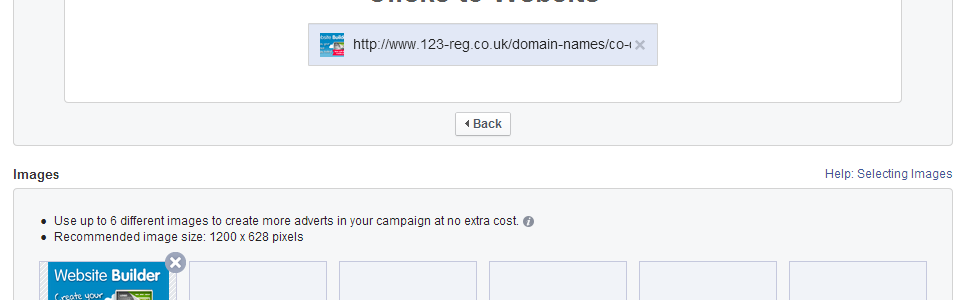 Clicks to Website
http://www.123-reg.co.uk/domain-names/co-
Back
Images
Help: Selecting Images
Use up to 6 different images to create more adverts in your campaign at no extra cost.
Recommended image size: 1200 x 628 pixels
Website Builder
Create your